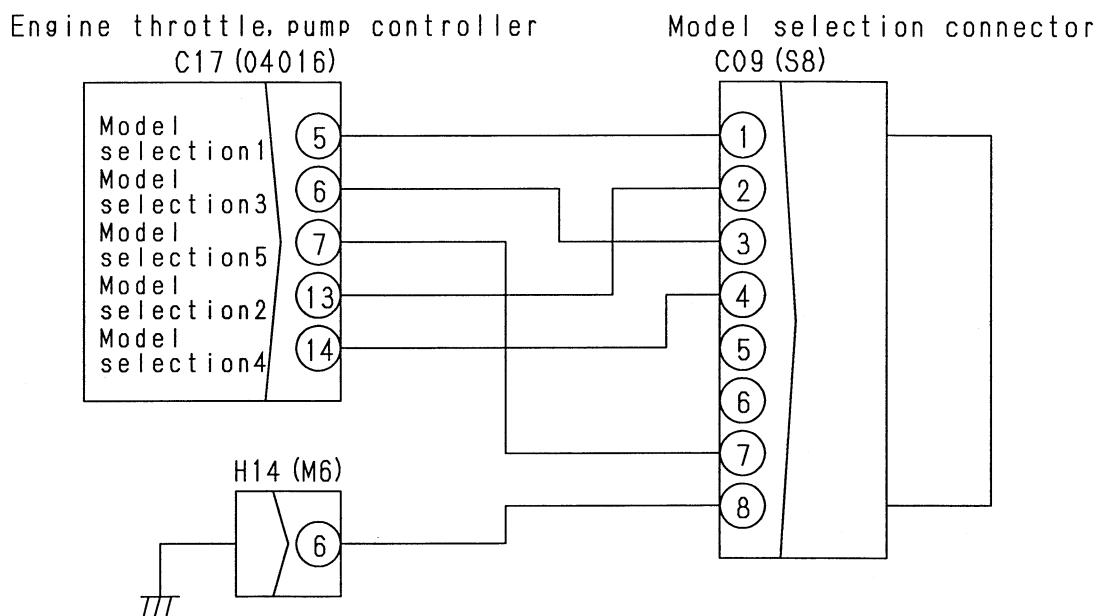 Engine throttle, pump controller
C17 (04016)
Model selection connector
C09 (S8)
Model
selection1
5
Model
selection3
6
Model
selection5
7
Model
selection2
13
Model
selection4
14
1
2
3
4
5
6
7
8
H14 (M6)
6